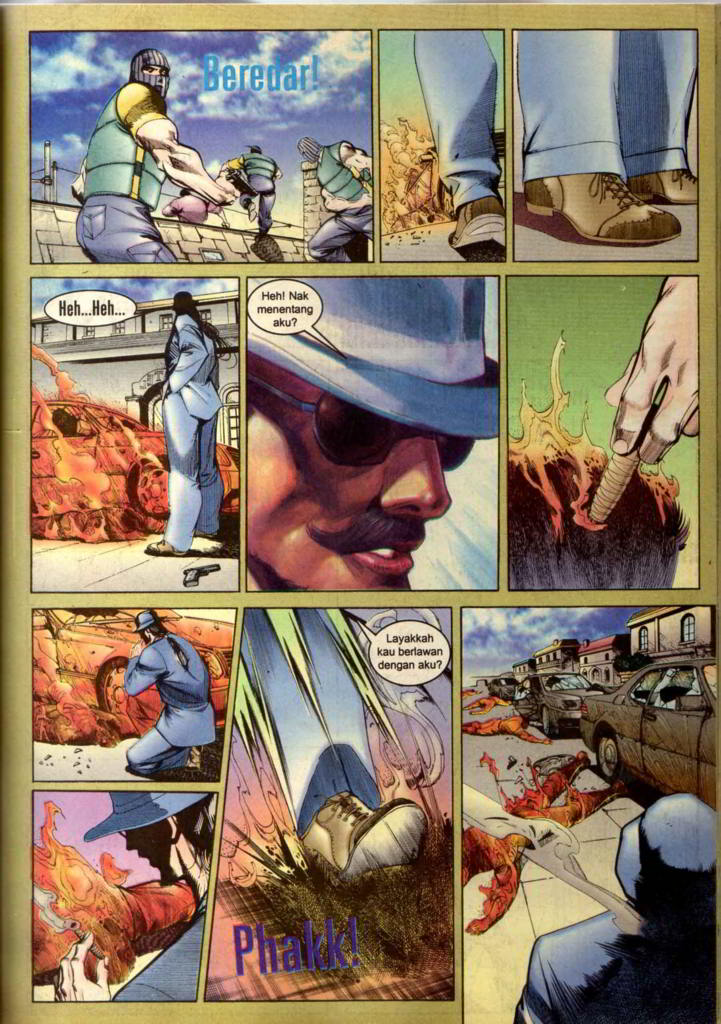 Beredar!
Heh...Heh...
Heh! Nak
menentang
aku?
Layakkah
kau berlawan
dengan aku?
Phakk!